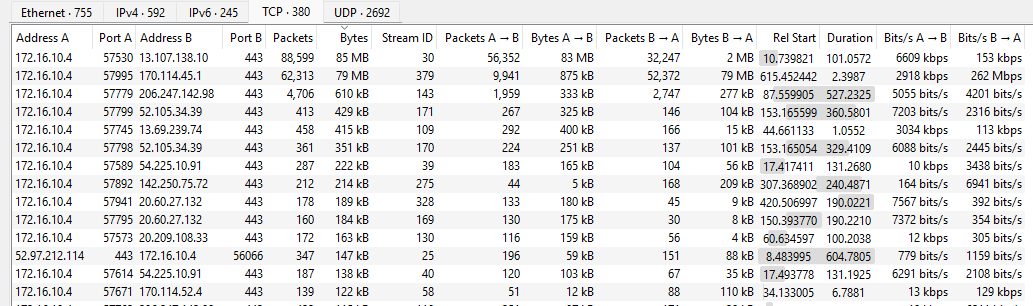 Ethernet · 755 IPv4 · 592 IPv6 · 245 TCP · 380 UDP · 2692
Address A Port A Address B Port B Packets Bytes Stream ID Packets A → B Bytes A → B Packets B → A Bytes B → A Rel Start Duration Bits/s A → B Bits/s B → A
172.16.10.4 57530 13.107.138.10 443 88,599 85 MB 30 56,352 83 MB 32,247 2 MB 10.739821 101.0572 6609 kbps 153 kbps
172.16.10.4 57995 170.114.45.1 443 62,313 79 MB 379 9,941 875 kB 52,372 79 MB 615.452442 2.3987 2918 kbps 262 Mbps
172.16.10.4 57779 206.247.142.98 443 4,706 610 kB 143 1,959 333 kB 2,747 277 kB 87.559905 527.2325 5055 bits/s 4201 bits/s
172.16.10.4 57799 52.105.34.39 443 413 429 kB 171 267 325 kB 146 104 kB 153.165599 360.5801 7203 bits/s 2316 bits/s
172.16.10.4 57745 13.69.239.74 443 458 415 kB 109 292 400 kB 166 15 kB 44.661133 1.0552 3034 kbps 113 kbps
172.16.10.4 57798 52.105.34.39 443 361 351 kB 170 224 251 kB 137 101 kB 153.165054 329.4109 6088 bits/s 2445 bits/s
172.16.10.4 57589 54.225.10.91 443 287 222 kB 39 183 165 kB 104 56 kB 17.417411 131.2680 10 kbps 3438 bits/s
172.16.10.4 57892 142.250.75.72 443 212 214 kB 275 44 5 kB 168 209 kB 307.368902 240.4871 164 bits/s 6941 bits/s
172.16.10.4 57941 20.60.27.132 443 178 189 kB 328 133 180 kB 45 9 kB 420.506997 190.0221 7567 bits/s 392 bits/s
172.16.10.4 57795 20.60.27.132 443 160 184 kB 169 130 175 kB 30 8 kB 150.393770 190.2210 7372 bits/s 354 bits/s
172.16.10.4 57573 20.209.108.33 443 172 163 kB 130 116 159 kB 56 4 kB 60.634597 100.2038 12 kbps 305 bits/s
52.97.212.114 443 172.16.10.4 56066 347 147 kB 25 196 59 kB 151 88 kB 8.483995 604.7805 779 bits/s 1159 bits/s
172.16.10.4 57614 54.225.10.91 443 187 138 kB 40 120 103 kB 67 35 kB 17.493778 131.1925 6291 bits/s 2108 bits/s
172.16.10.4 57671 170.114.52.4 443 139 122 kB 58 51 12 kB 88 110 kB 34.133005 6.7881 13 kbps 129 kbps